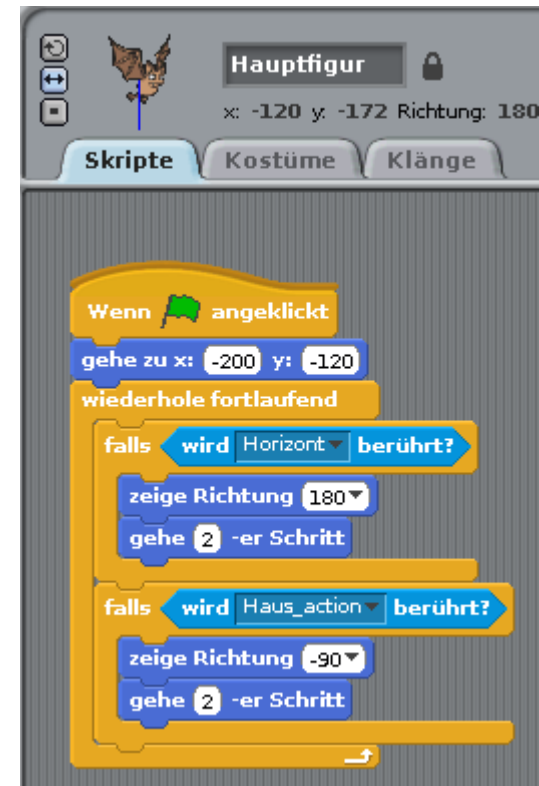 Hauptfigur
x: -120 y: -172 Richtung: 180
Skripte Kostüme Klänge
Wenn angeklickt
gehe zu x: -200 y: -120
wiederhole fortlaufend
falls wird Horizont berührt?
zeige Richtung 180
gehe 2 -er Schritt
falls wird Haus_action berührt?
zeige Richtung -90
gehe 2 -er Schritt